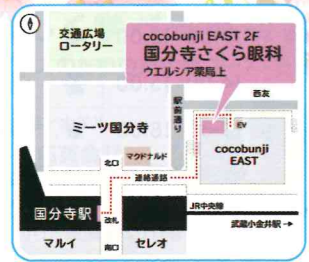 交通広場
ロータリー
cocobunji EAST 2F
国分寺さくら眼科
ウエルシア薬局上
西友
駅前通り
EV
ミーツ国分寺
cocobunji
EAST
マクドナルド
北口
連絡通路
国分寺駅
改札
JR中央線
武蔵小金井駅→
マルイ
南口
セレオ